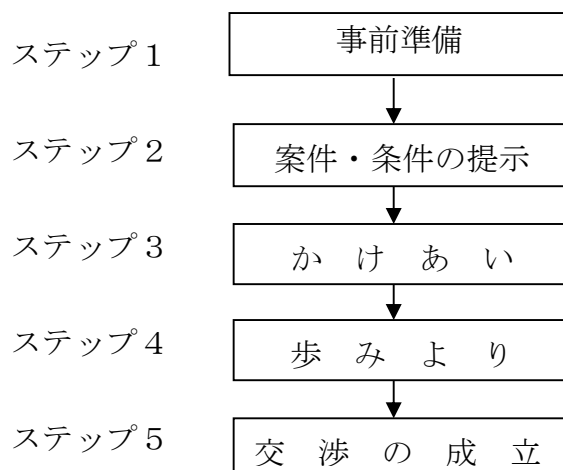 ステップ１ 事前準備
ステップ２ 案件・条件の提示
ステップ３ か け あ い
ステップ４ 歩 み よ り
ステップ５ 交 渉 の 成 立